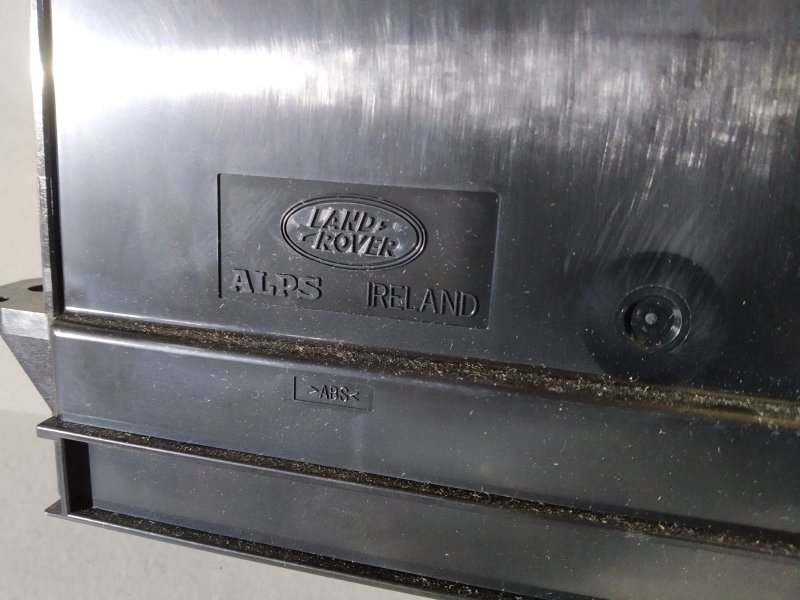 LAND
ROVER
ALPS IRELAND
>ABS<